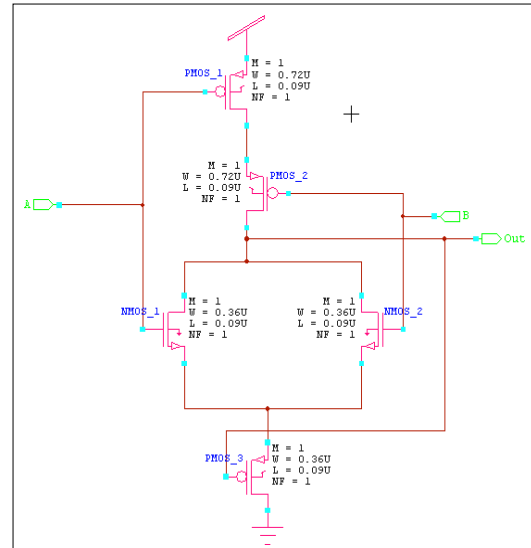 PMOS_1
M = 1
W = 0.72U
L = 0.09U
NF = 1
M = 1
W = 0.72U
L = 0.09U
NF = 1
PMOS_2
A
B
Out
NMOS_1
M = 1
W = 0.36U
L = 0.09U
NF = 1
M = 1
W = 0.36U
L = 0.09U
NF = 1
NMOS_2
PMOS_3
M = 1
W = 0.36U
L = 0.09U
NF = 1